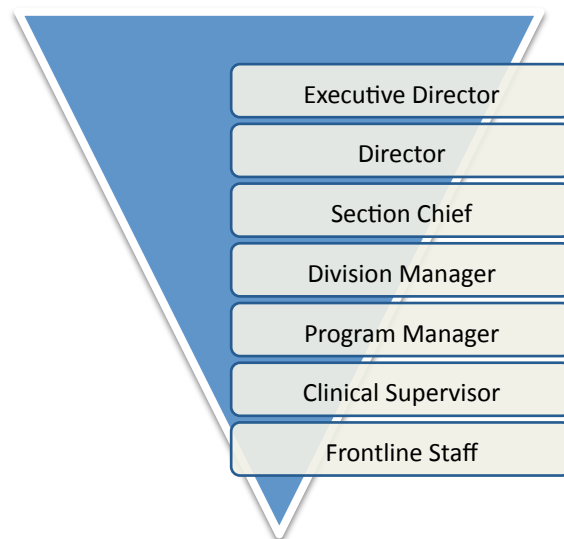 Executive Director
Director
Section Chief
Division Manager
Program Manager
Clinical Supervisor
Frontline Staff